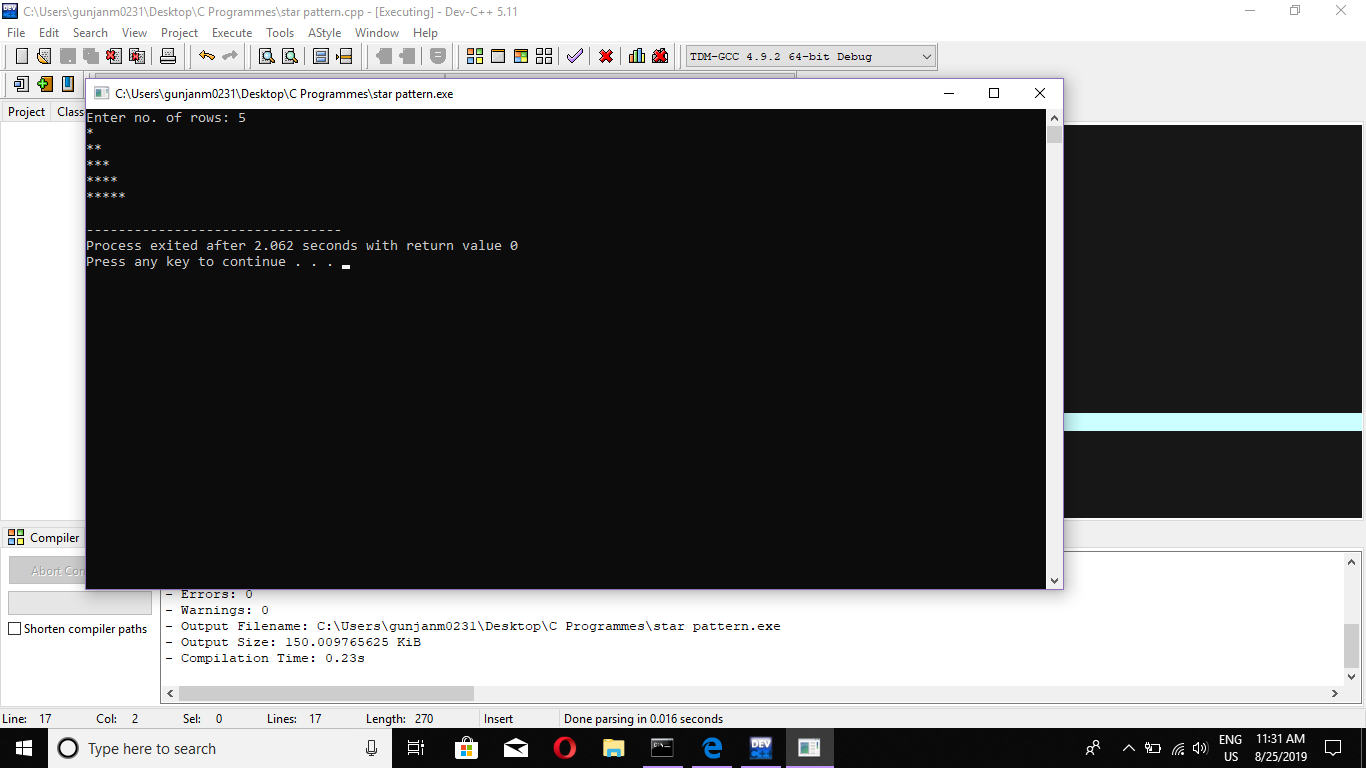 C:\Users\gunjanm0231\Desktop\C Programmes\star pattern.cpp - [Executing] - Dev-C++ 5.11
File Edit Search View Project Execute Tools AStyle Window Help
TDM-GCC 4.9.2 64-bit Debug
C:\Users\gunjanm0231\Desktop\C Programmes\star pattern.exe
Project Class
Enter no. of rows: 5
*
**
***
****
*****
--------------------------------
Process exited after 2.062 seconds with return value 0
Press any key to continue . . .
Compiler
Abort Con
Shorten compiler paths
- Errors: 0
- Warnings: 0
- Output Filename: C:\Users\gunjanm0231\Desktop\C Programmes\star pattern.exe
- Output Size: 150.009765625 KiB
- Compilation Time: 0.23s
Line: 17 Col: 2 Sel: 0 Lines: 17 Length: 270 Insert Done parsing in 0.016 seconds
Type here to search
DEV
ENG
US
11:31 AM
8/25/2019